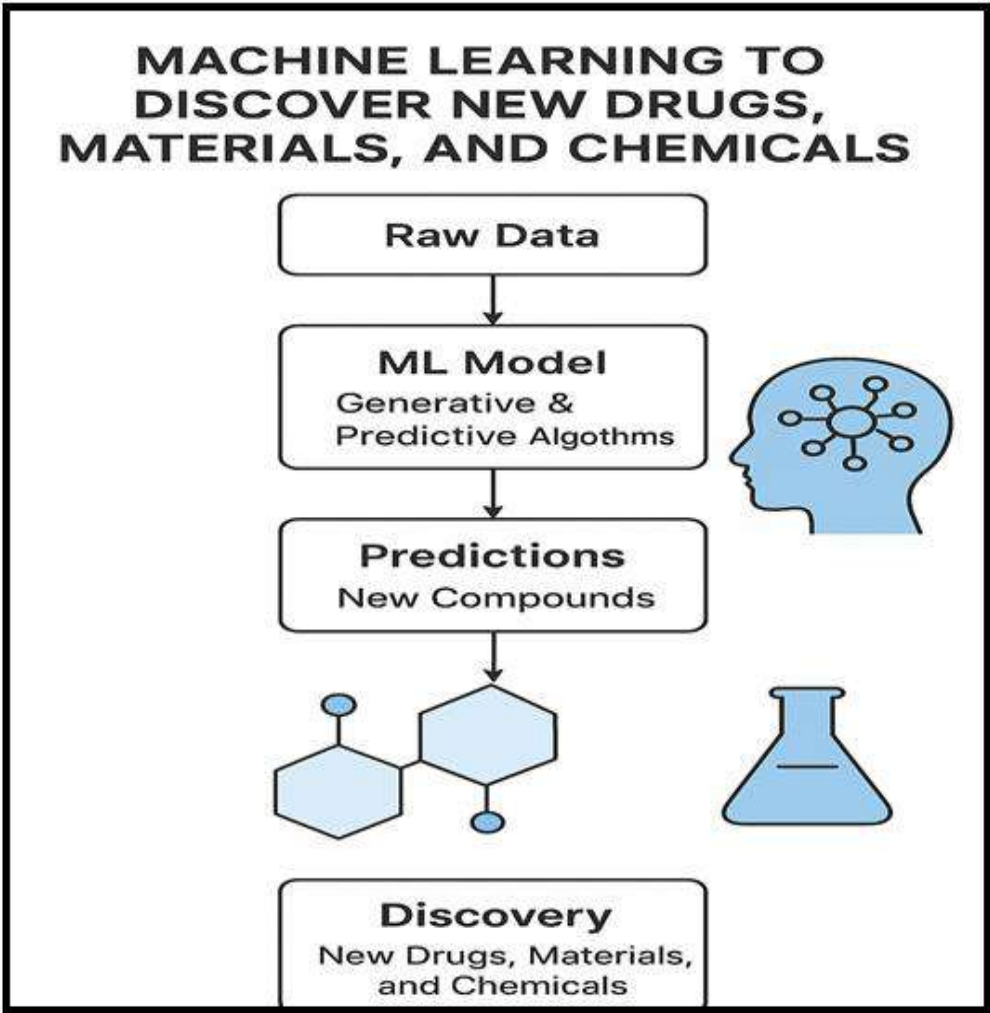 MACHINE LEARNING TO
DISCOVER NEW DRUGS,
MATERIALS, AND CHEMICALS
Raw Data
ML Model
Generative &
Predictive Algothms
Predictions
New Compounds
Discovery
New Drugs, Materials,
and Chemicals